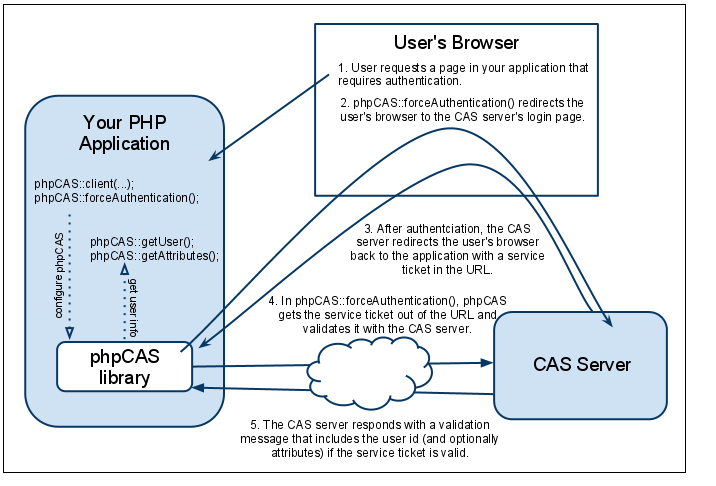 User's Browser
1. User requests a page in your application that
requires authentication.
2. phpCAS::forceAuthentication() redirects the
user's browser to the CAS server's login page.
Your PHP
Application
phpCAS::client(...);
phpCAS::forceAuthentication();
configure phpCAS
phpCAS::getUser();
phpCAS::getAttributes();
get user info
3. After authentciation, the CAS
server redirects the user's browser
back to the application with a service
ticket in the URL.
4. In phpCAS::forceAuthentication(), phpCAS
gets the service ticket out of the URL and
validates it with the CAS server.
phpCAS
library
CAS Server
5. The CAS server responds with a validation
message that includes the user id (and optionally
attributes) if the service ticket is valid.